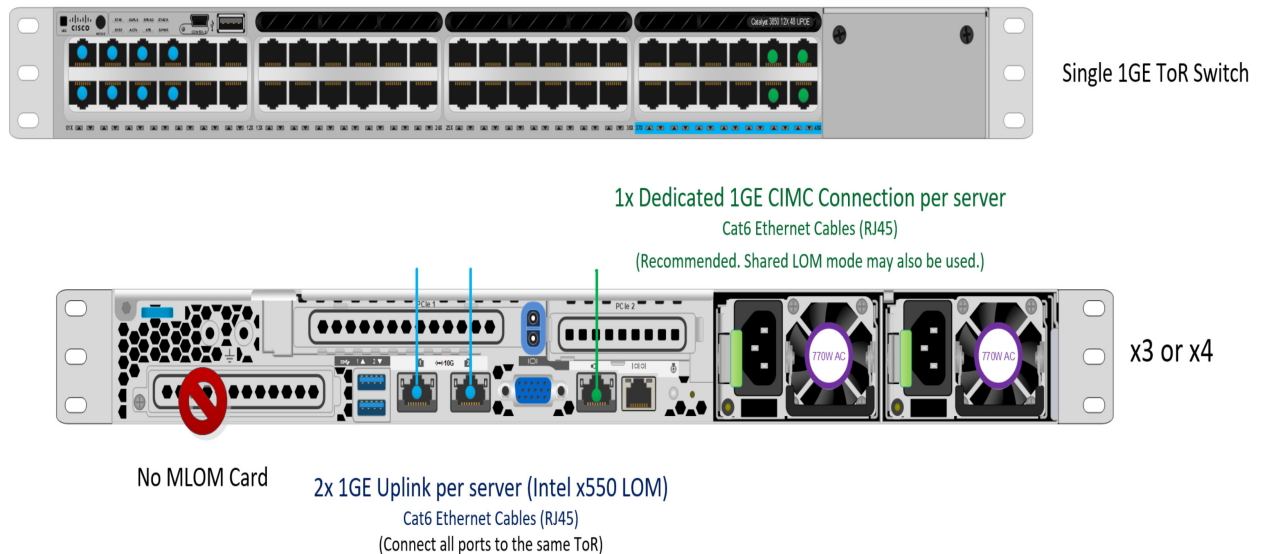 CISCO
Catalyst 3850 12X 48 UPOE
Single 1GE ToR Switch
1x Dedicated 1GE CIMC Connection per server
Cat6 Ethernet Cables (RJ45)
(Recommended. Shared LOM mode may also be used.)
PCIe 1
PCIe 2
1 2
10G
770W AC
770W AC
x3 or x4
No MLOM Card
2x 1GE Uplink per server (Intel x550 LOM)
Cat6 Ethernet Cables (RJ45)
(Connect all ports to the same ToR)